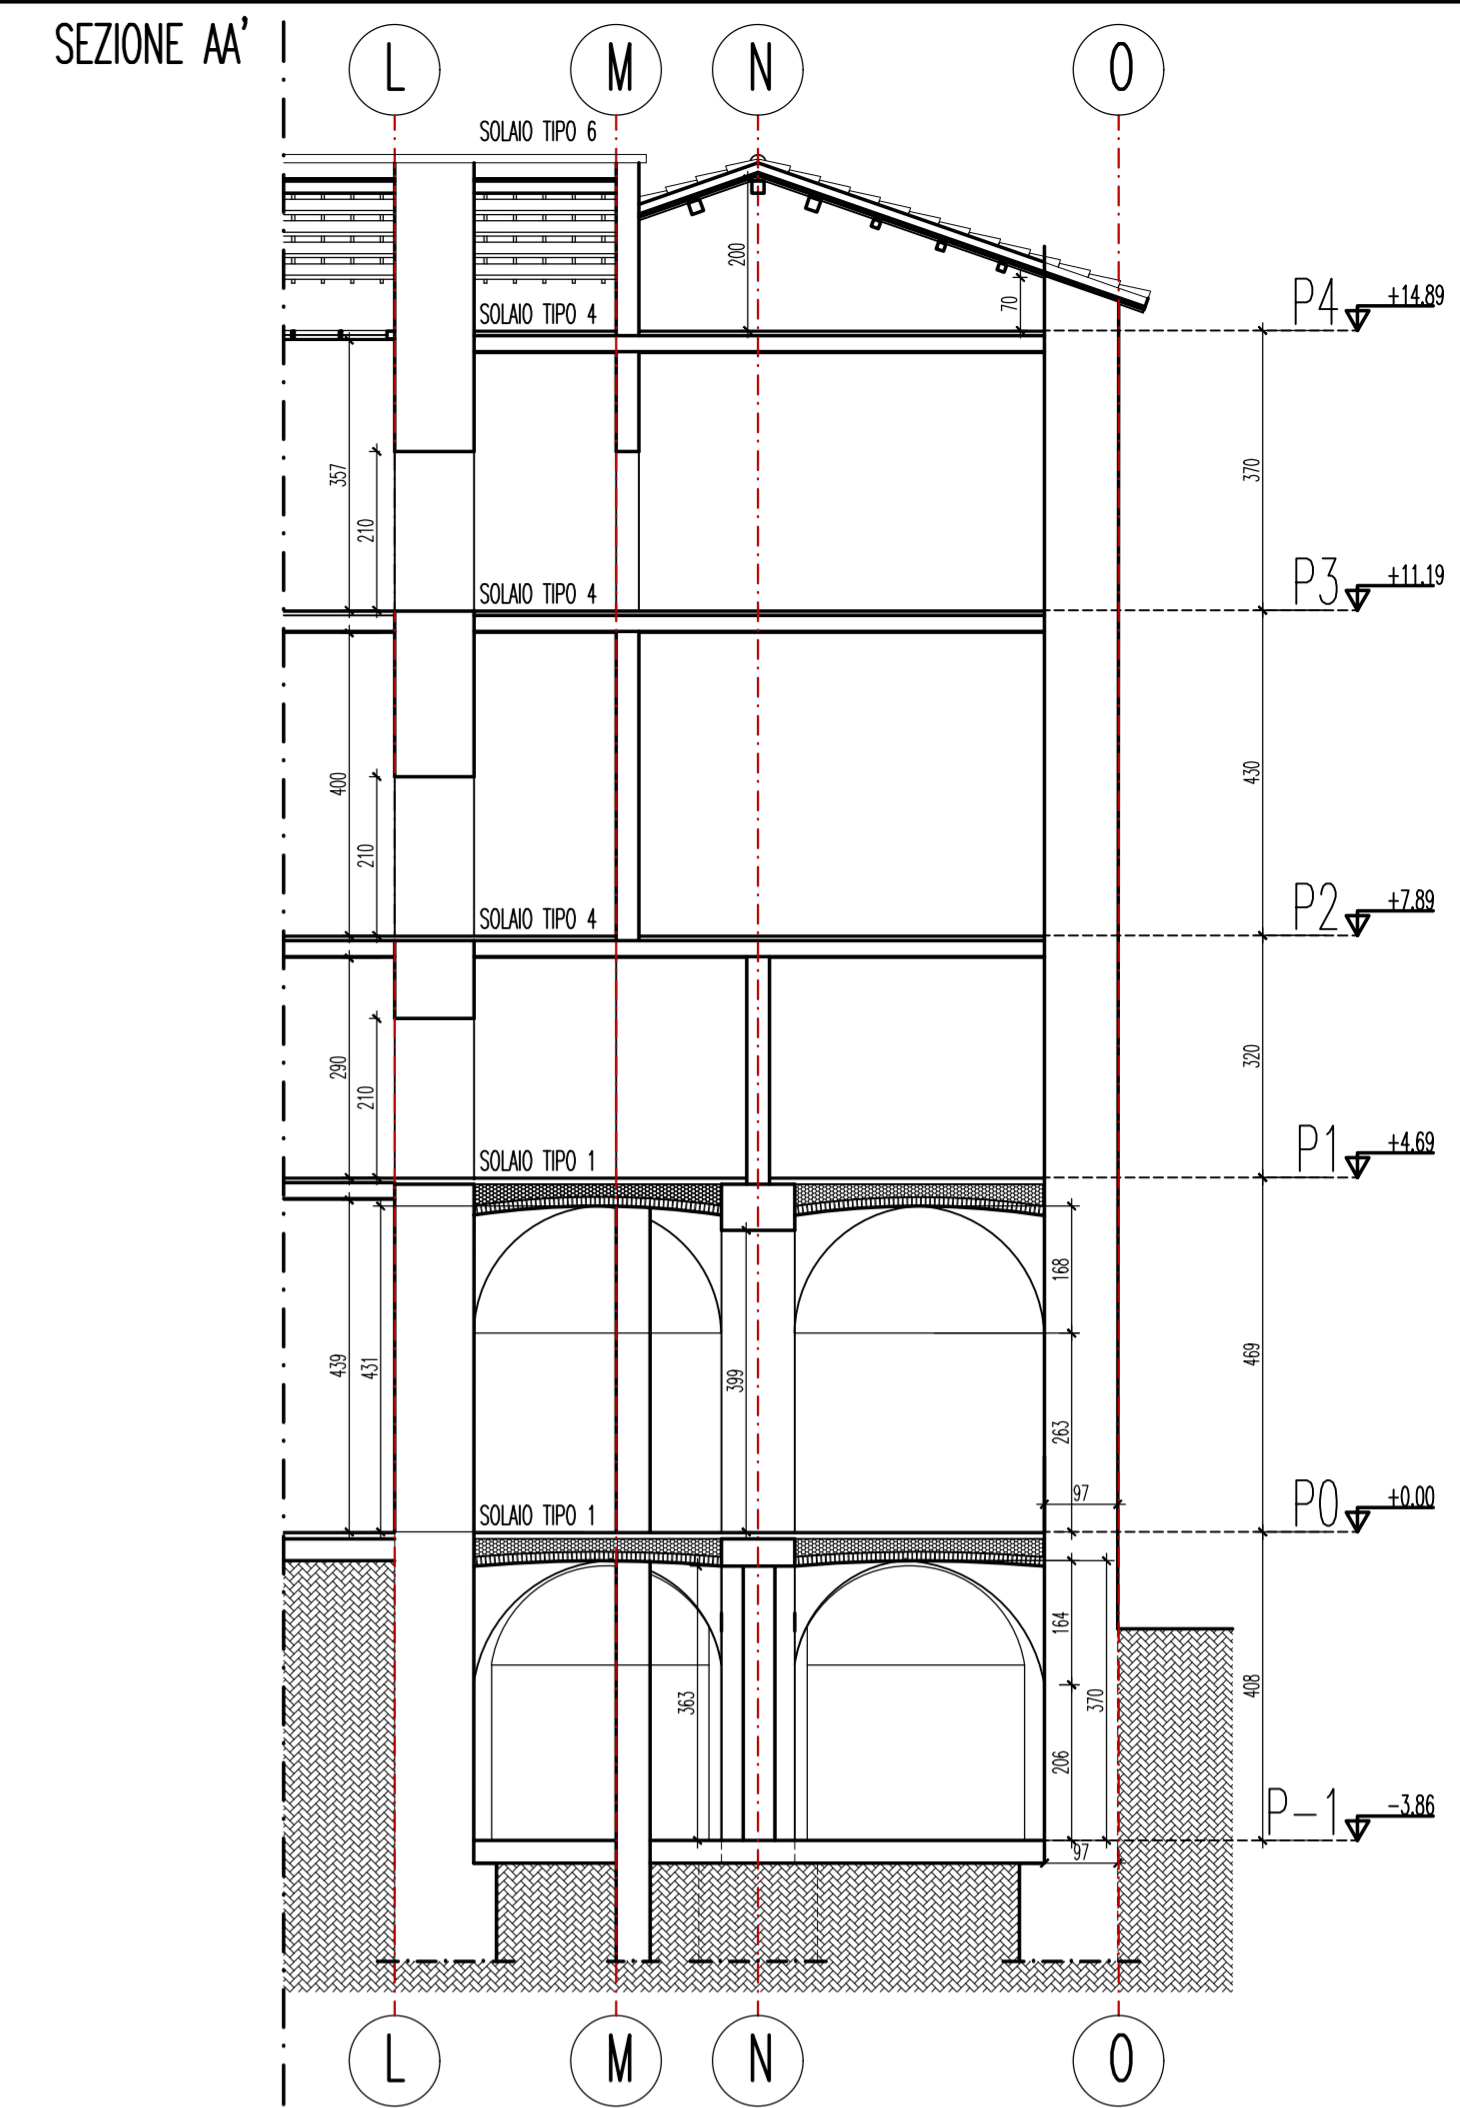 SEZIONE AA'
L M N O
SOLAIO TIPO 6
200
70
SOLAIO TIPO 4
P4 +14.89
357
210
370
SOLAIO TIPO 4
P3 +11.19
400
210
430
SOLAIO TIPO 4
P2 +7.89
290
210
320
SOLAIO TIPO 1
P1 +4.69
168
439
431
399
469
263
97
SOLAIO TIPO 1
P0 +0.00
164
363
370
408
206
P-1 -3.86
97
L M N O